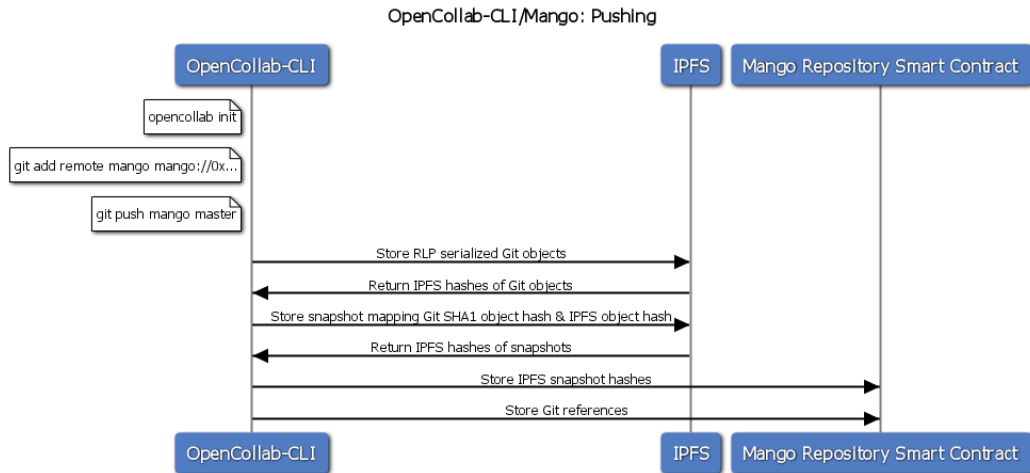 OpenCollab-CLI/Mango: Pushing
OpenCollab-CLI
IPFS
Mango Repository Smart Contract
opencollab init
git add remote mango mango://0x...
git push mango master
Store RLP serialized Git objects
Return IPFS hashes of Git objects
Store snapshot mapping Git SHA1 object hash & IPFS object hash
Return IPFS hashes of snapshots
Store IPFS snapshot hashes
Store Git references
OpenCollab-CLI
IPFS
Mango Repository Smart Contract